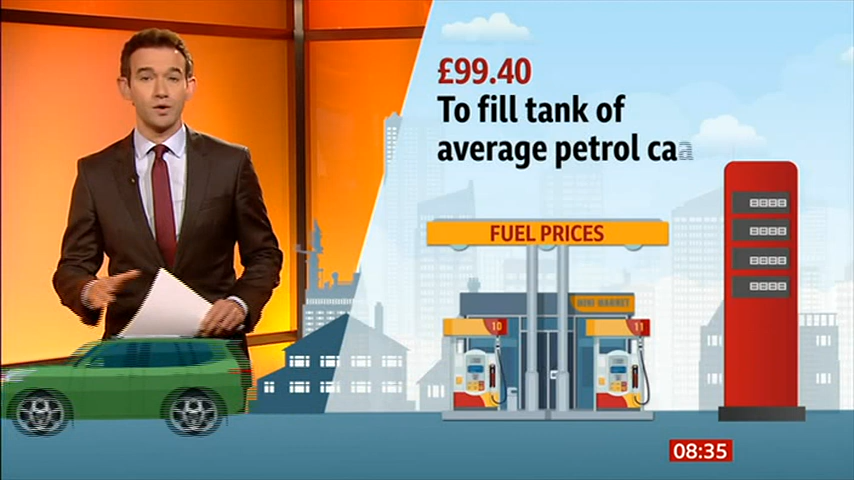 £99.40
To fill tank of
average petrol ca
FUEL PRICES
MINI MARKET
10
11
08:35